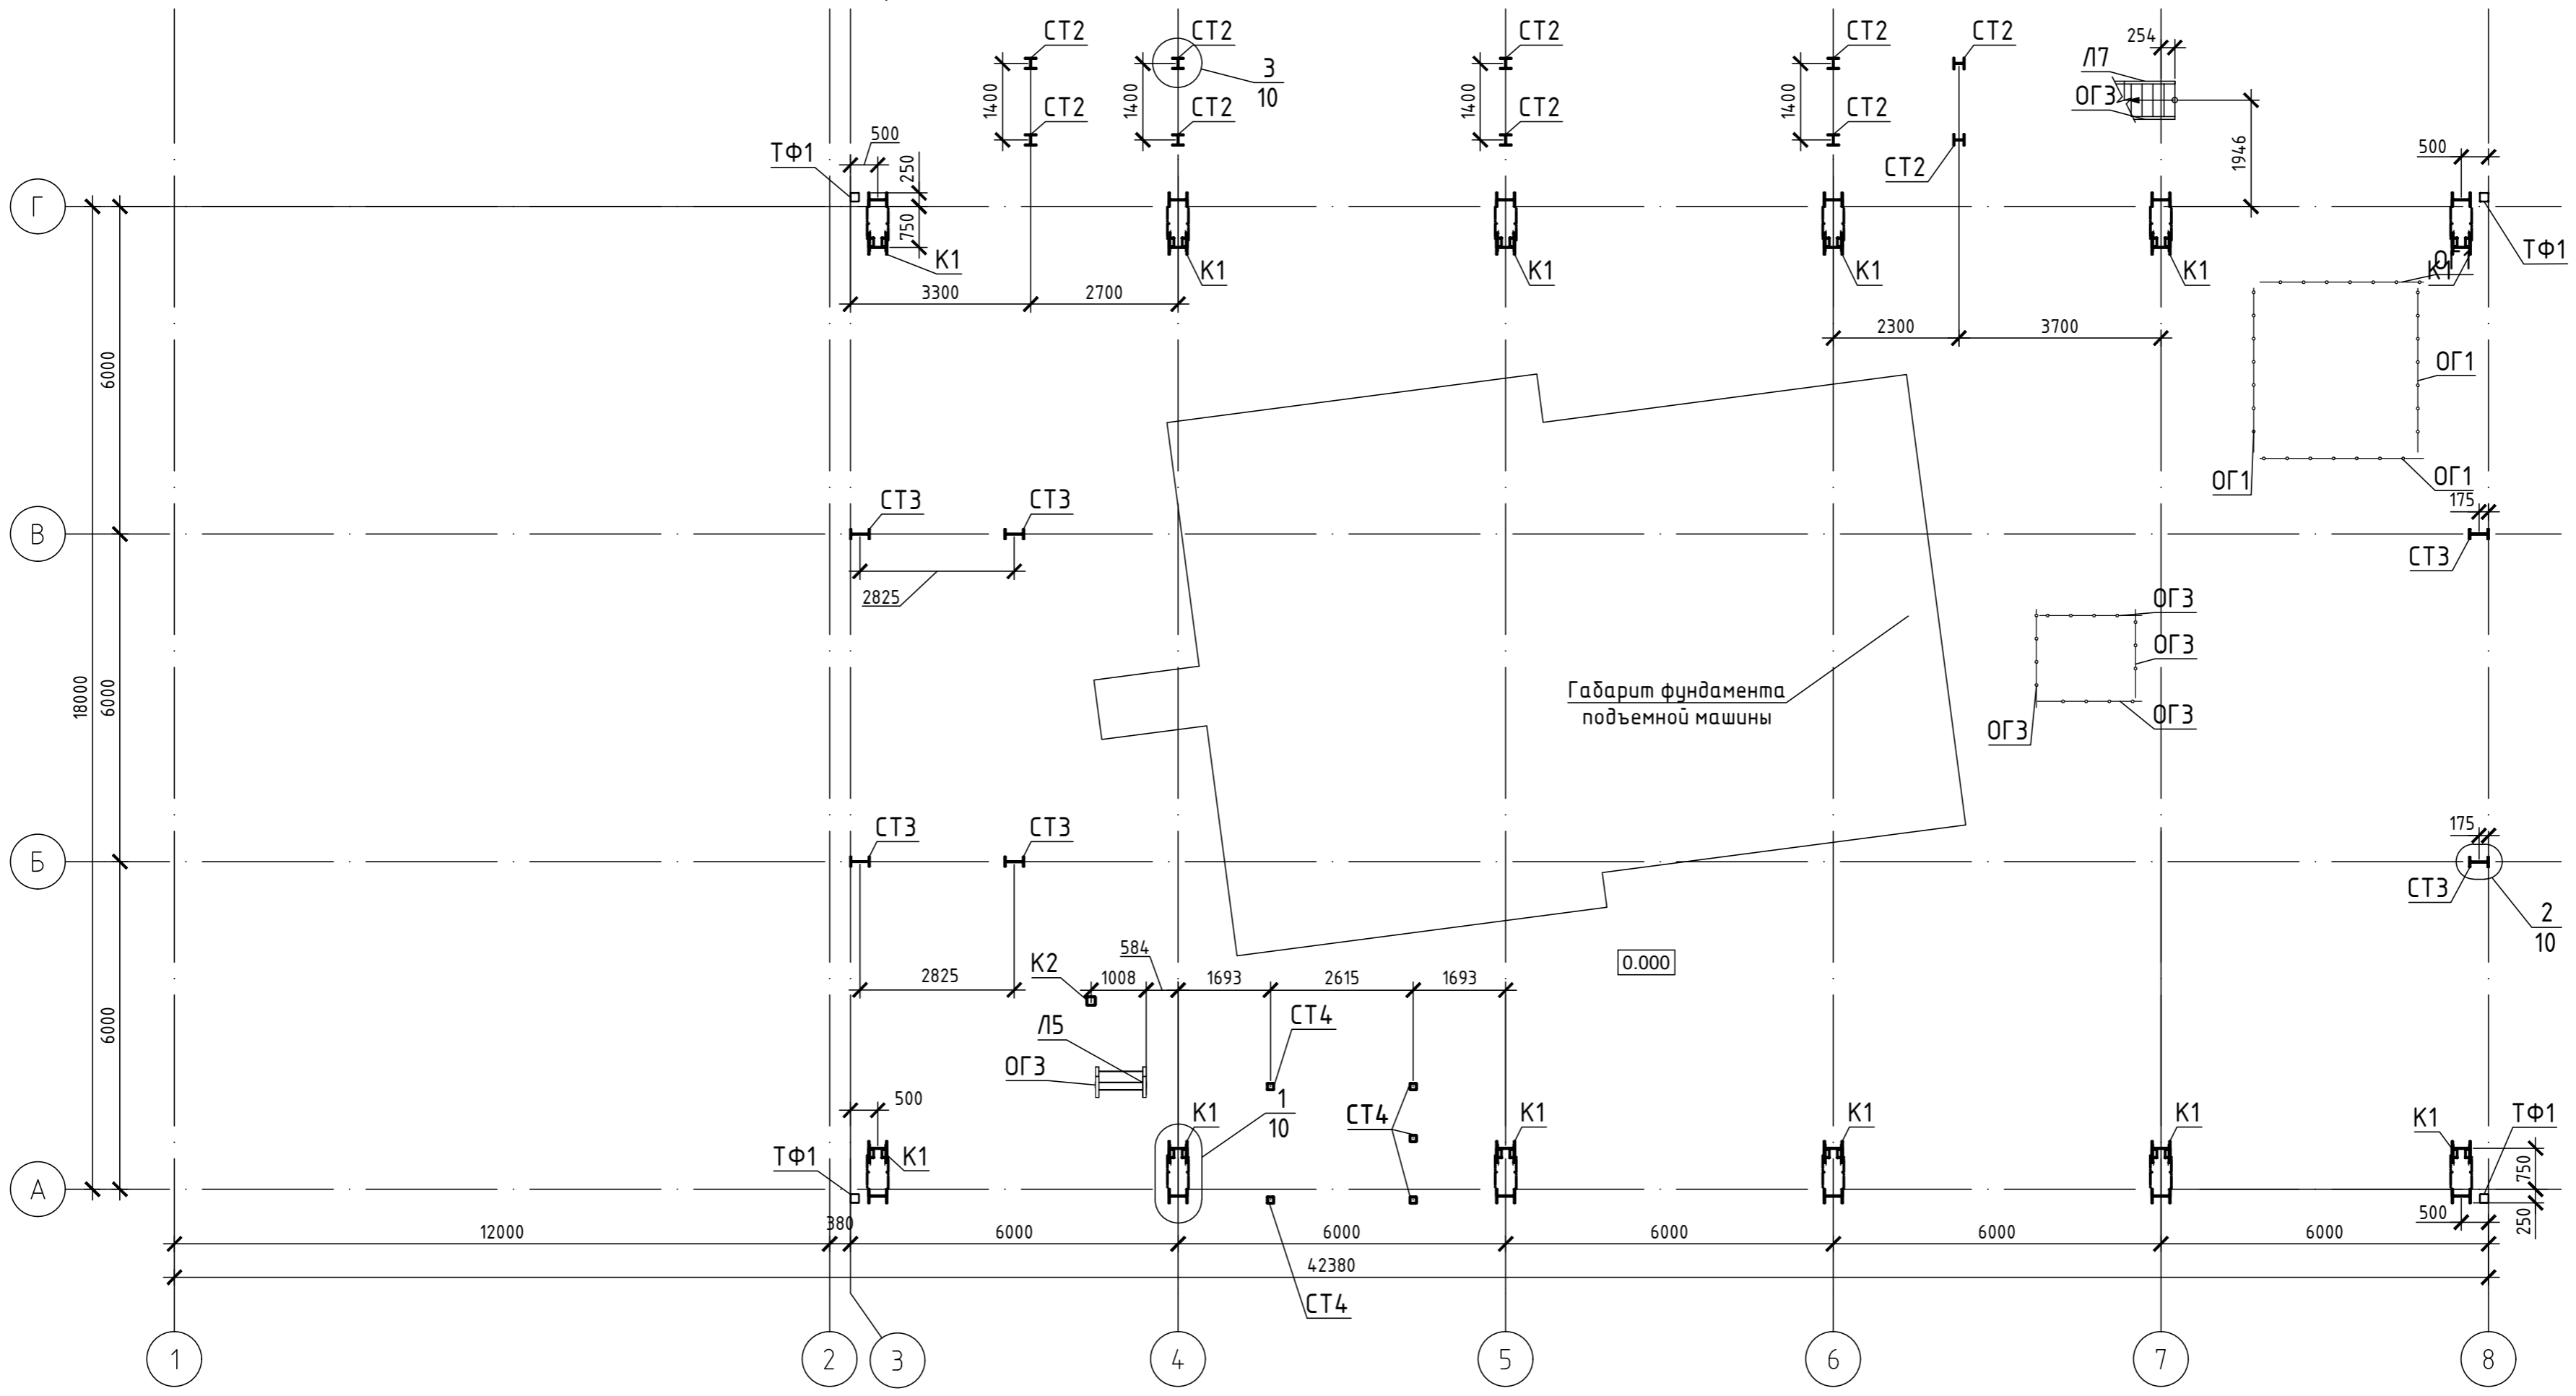 СТ2 СТ2 СТ2 СТ2 СТ2
254
Л7
3
10
1400 1400 1400 1400
СТ2 СТ2 СТ2 СТ2
ОГ3
500
ТФ1
250
СТ2
1946
500
Г
750
К1 К1 К1 К1 К1 К1
ОГ1
ТФ1
3300 2700
2300 3700
6000
ОГ1
ОГ1
ОГ1
СТ3 СТ3
175
В
СТ3
2825
ОГ3
ОГ3
18000
6000
Габарит фундамента
подъемной машины
ОГ3
ОГ3
СТ3 СТ3
175
Б
СТ3
2
10
584
К2
2825 1008 1693 2615 1693
0.000
6000
Л5
СТ4
ОГ3
500
1
10
СТ4
К1 К1 К1 К1 К1
ТФ1
ТФ1
К1
750
А
380
500
250
12000 6000 6000 6000 6000 6000
42380
СТ4
1 2 3 4 5 6 7 8